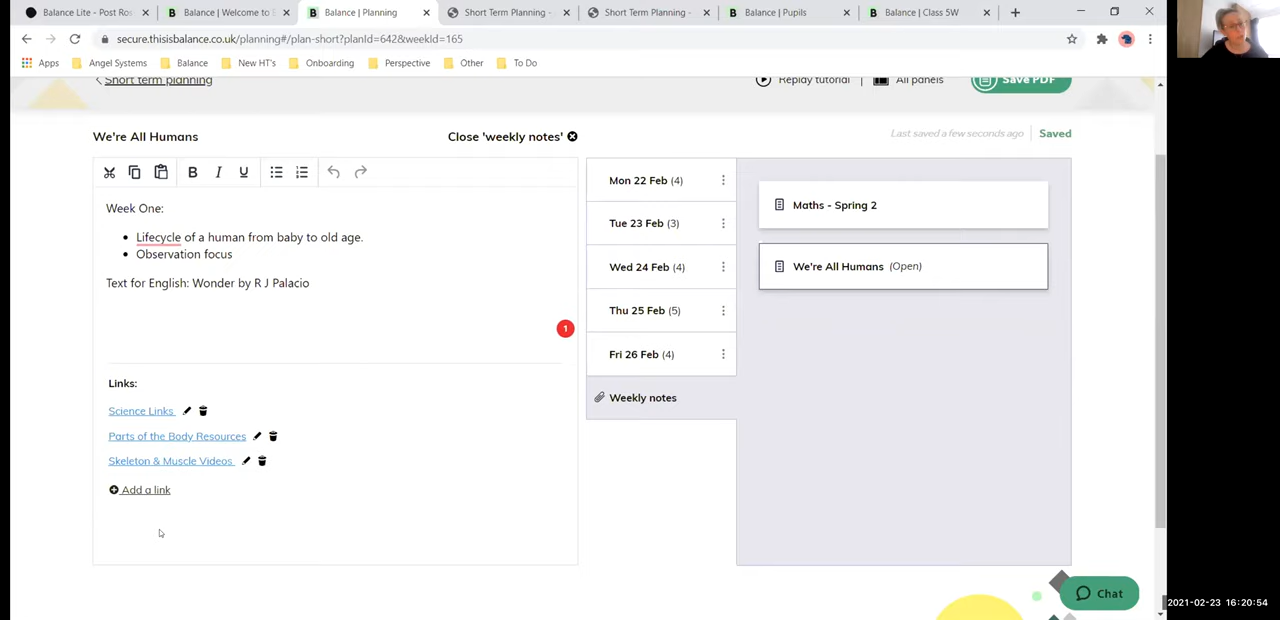 Balance Lite - Post Ros
Balance | Welcome to B
Balance | Planning
Short Term Planning -
Short Term Planning -
Balance | Pupils
Balance | Class 5W
secure.thisisbalance.co.uk/planning#/plan-short?planId=642&weekId=165
Apps
Angel Systems
Balance
New HT's
Onboarding
Perspective
Other
To Do
Short term planning
Replay tutorial
All panels
Save PDF
We're All Humans
Close 'weekly notes'
Last saved a few seconds ago
Saved
B I U
Week One:
• Lifecycle of a human from baby to old age.
• Observation focus
Text for English: Wonder by R J Palacio
1
Links:
Science Links
Parts of the Body Resources
Skeleton & Muscle Videos
Add a link
Mon 22 Feb (4)
Tue 23 Feb (3)
Wed 24 Feb (4)
Thu 25 Feb (5)
Fri 26 Feb (4)
Weekly notes
Maths - Spring 2
We're All Humans (Open)
Chat
2021-02-23 16:20:54